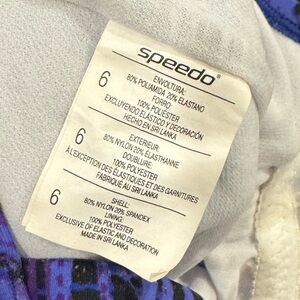 speedo
6
ENVOLTURA:
80% POLIAMIDA 20% ELASTANO
FORRO:
100% POLIÉSTER
EXCLUYENDO ELÁSTICO Y DECORACIÓN
HECHO EN SRI LANKA
6
EXTERIEUR:
80% NYLON 20% ÉLASTHANNE
DOUBLURE:
100% POLYESTER
À L'EXCEPTION DES ÉLASTIQUES ET DES GARNITURES
FABRIQUÉ AU SRI LANKA
6
SHELL:
80% NYLON 20% SPANDEX
LINING:
100% POLYESTER
EXCLUSIVE OF ELASTIC AND DECORATION
MADE IN SRI LANKA